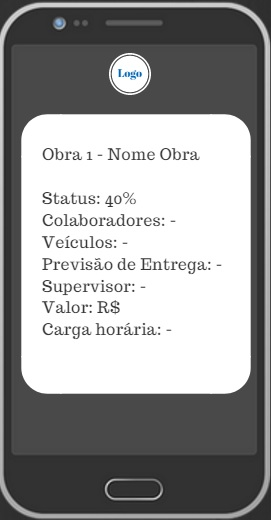 Logo
Obra 1 - Nome Obra
Status: 40%
Colaboradores: -
Veículos: -
Previsão de Entrega: -
Supervisor: -
Valor: R$
Carga horária: -